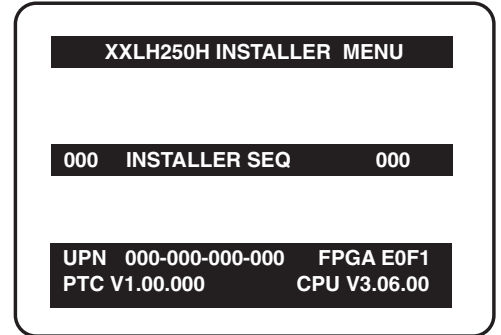 XXLH250H INSTALLER MENU
000 INSTALLER SEQ 000
UPN 000-000-000-000 FPGA E0F1
PTC V1.00.000 CPU V3.06.00